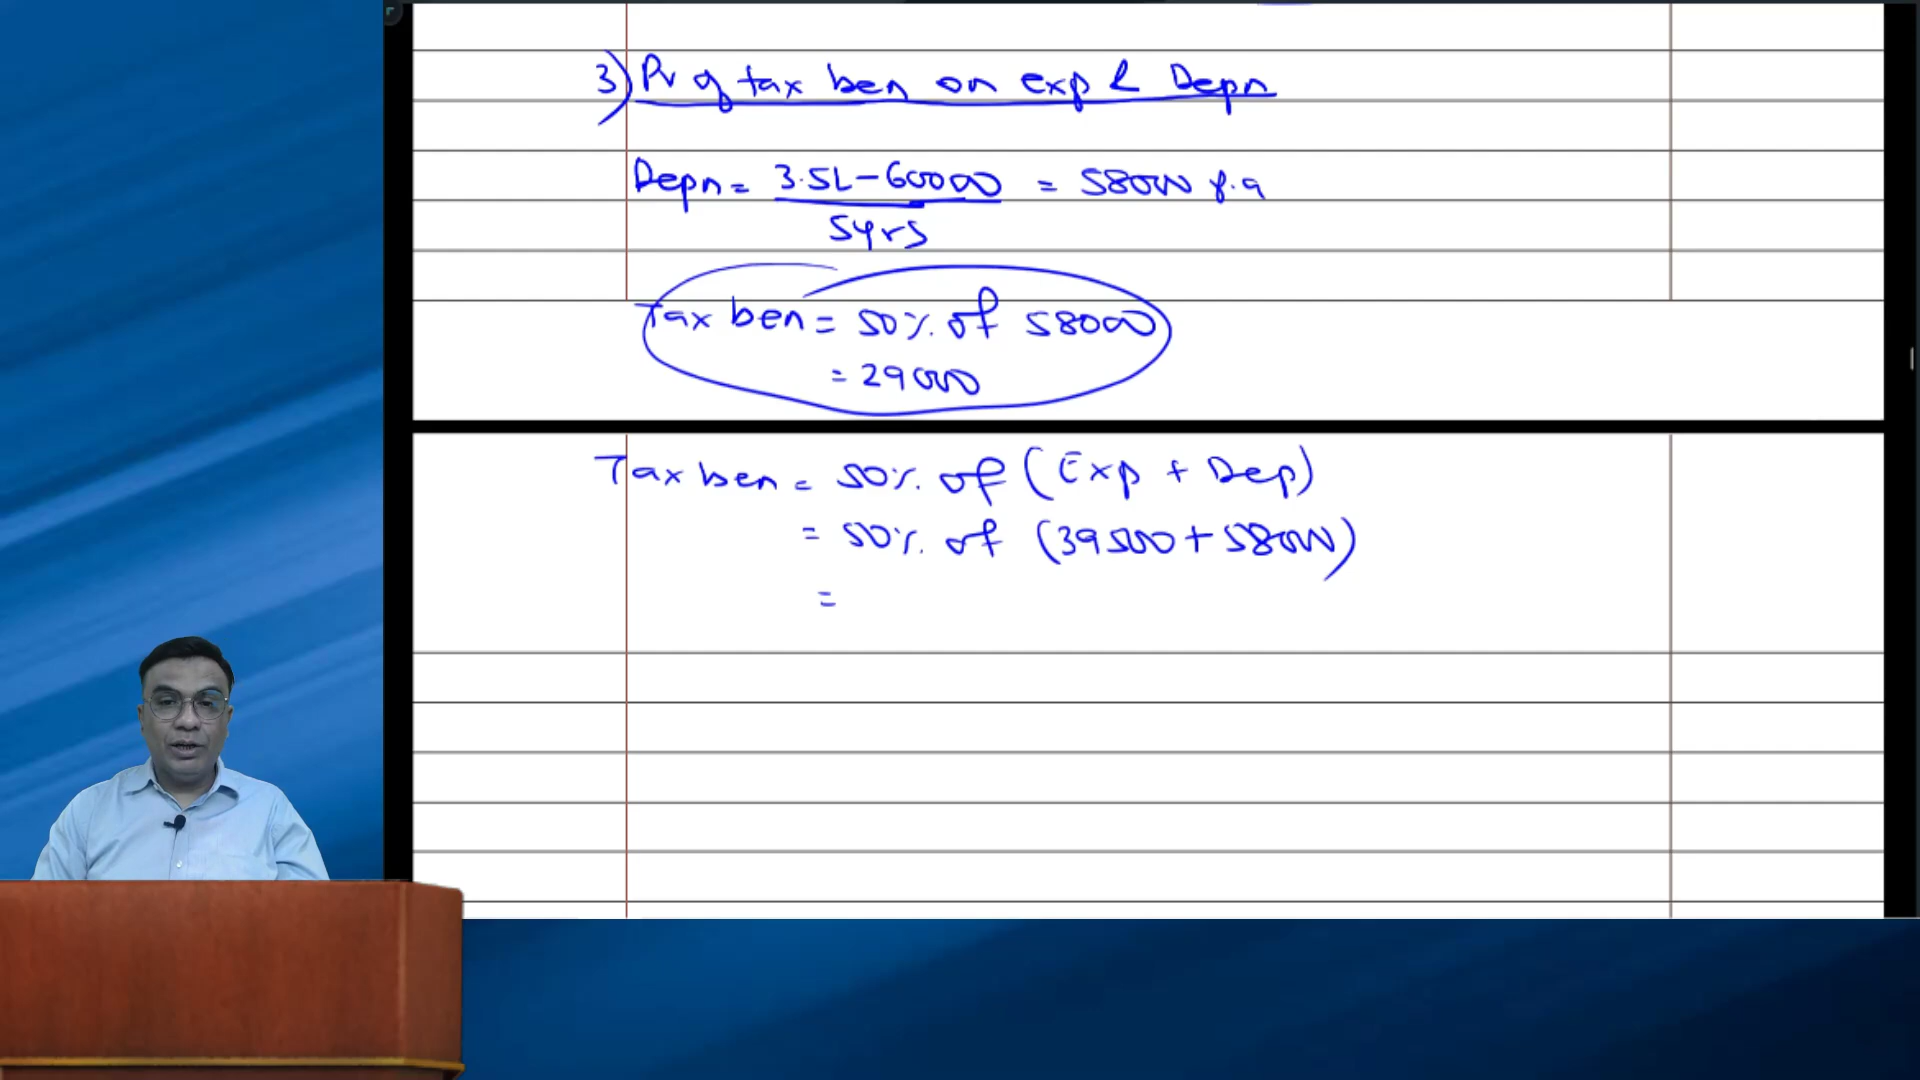 3) Pv of tax ben on exp & Depn
Depn = 3.5L - 60000 = 58000 p.a
5yrs
Tax ben = 50% of 58000
= 29000
Tax ben = 50% of (Exp + Dep)
= 50% of (39500 + 58000)
=